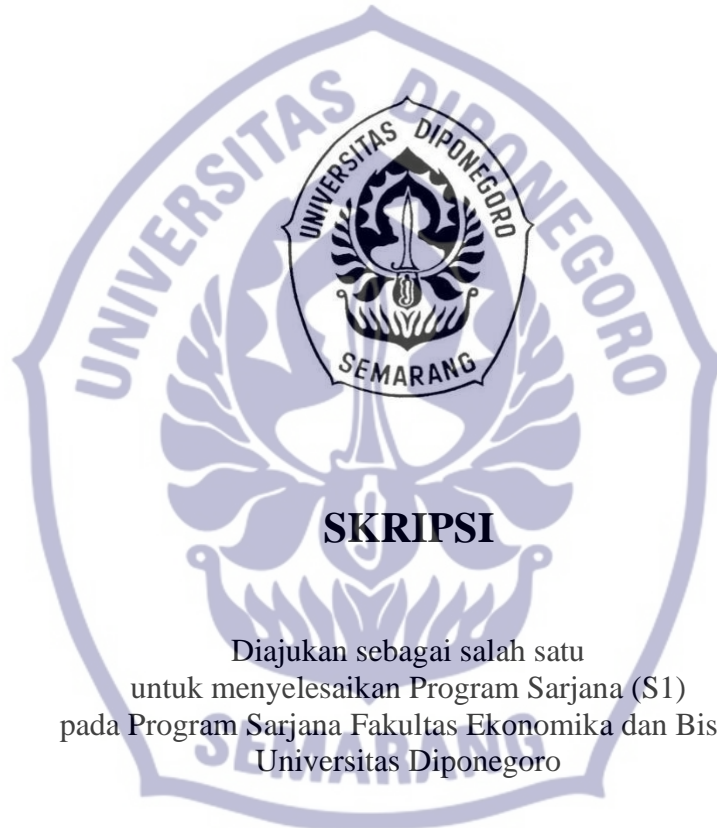 UNIVERSITAS DIPONEGORO
SEMARANG
UNIVERSITAS DIPONEGORO
SEMARANG
SKRIPSI
Diajukan sebagai salah satu
untuk menyelesaikan Program Sarjana (S1)
pada Program Sarjana Fakultas Ekonomika dan Bis
Universitas Diponegoro